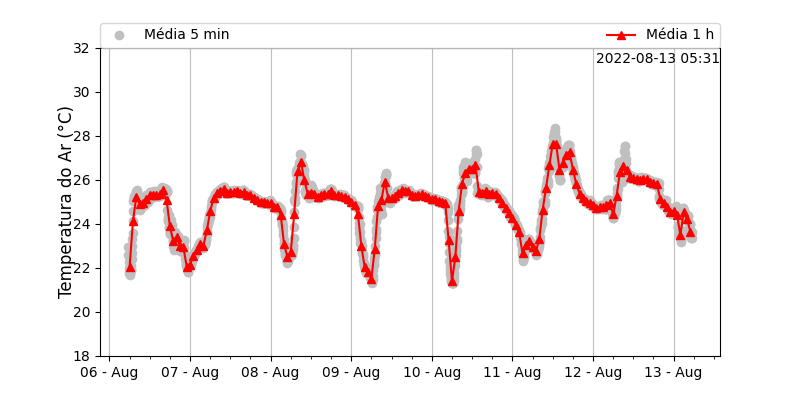 Média 5 min
Média 1 h
2022-08-13 05:31
Temperatura do Ar (°C)
32
30
28
26
24
22
20
18
06 - Aug
07 - Aug
08 - Aug
09 - Aug
10 - Aug
11 - Aug
12 - Aug
13 - Aug